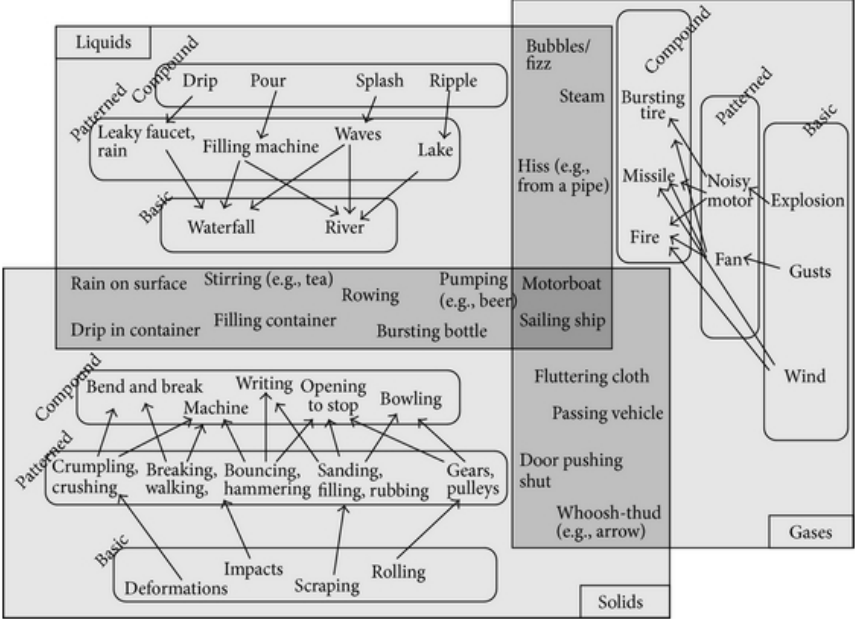 Liquids
Compound
Drip
Pour
Splash
Ripple
Patterned
Leaky faucet,
rain
Filling machine
Waves
Lake
Basic
Waterfall
River
Bubbles/
fizz
Steam
Hiss (e.g.,
from a pipe)
Compound
Bursting
tire
Missile
Fire
Patterned
Noisy
motor
Fan
Basic
Explosion
Gusts
Wind
Rain on surface
Stirring (e.g., tea)
Rowing
Pumping
(e.g., beer)
Drip in container
Filling container
Bursting bottle
Motorboat
Sailing ship
Compound
Bend and break
Machine
Writing
Opening
to stop
Bowling
Patterned
Crumpling,
crushing
Breaking,
walking,
Bouncing,
hammering
Sanding,
filling, rubbing
Gears,
pulleys
Basic
Deformations
Impacts
Scraping
Rolling
Fluttering cloth
Passing vehicle
Door pushing
shut
Whoosh-thud
(e.g., arrow)
Gases
Solids